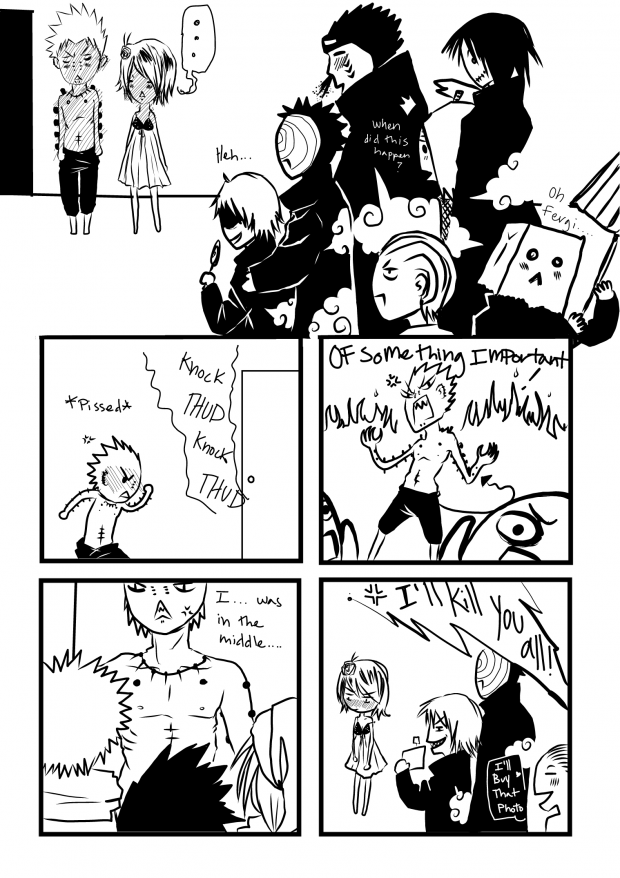 ...
when
did this
happen
?
Heh...
Oh
Fergi....
*Pissed*
Knock
THUD
Knock
THUD
OF Something Important
I... was
in the
middle....
I'll Kill You
all!
I'll
Buy
That
Photo